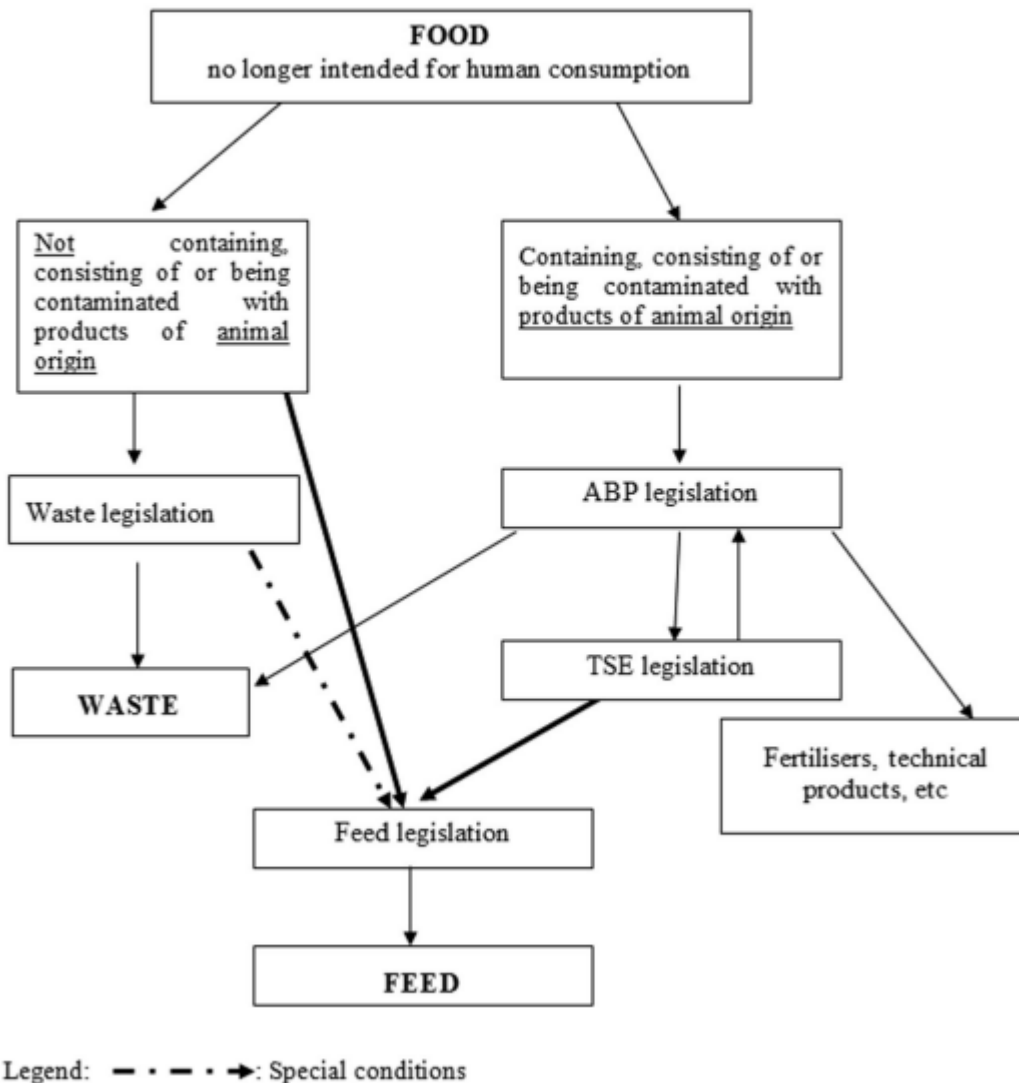 FOOD
no longer intended for human consumption
Not containing,
consisting of or being
contaminated with
products of animal
origin
Containing, consisting of or
being contaminated with
products of animal origin
Waste legislation
ABP legislation
WASTE
TSE legislation
Fertilisers, technical
products, etc
Feed legislation
FEED
Legend: : Special conditions